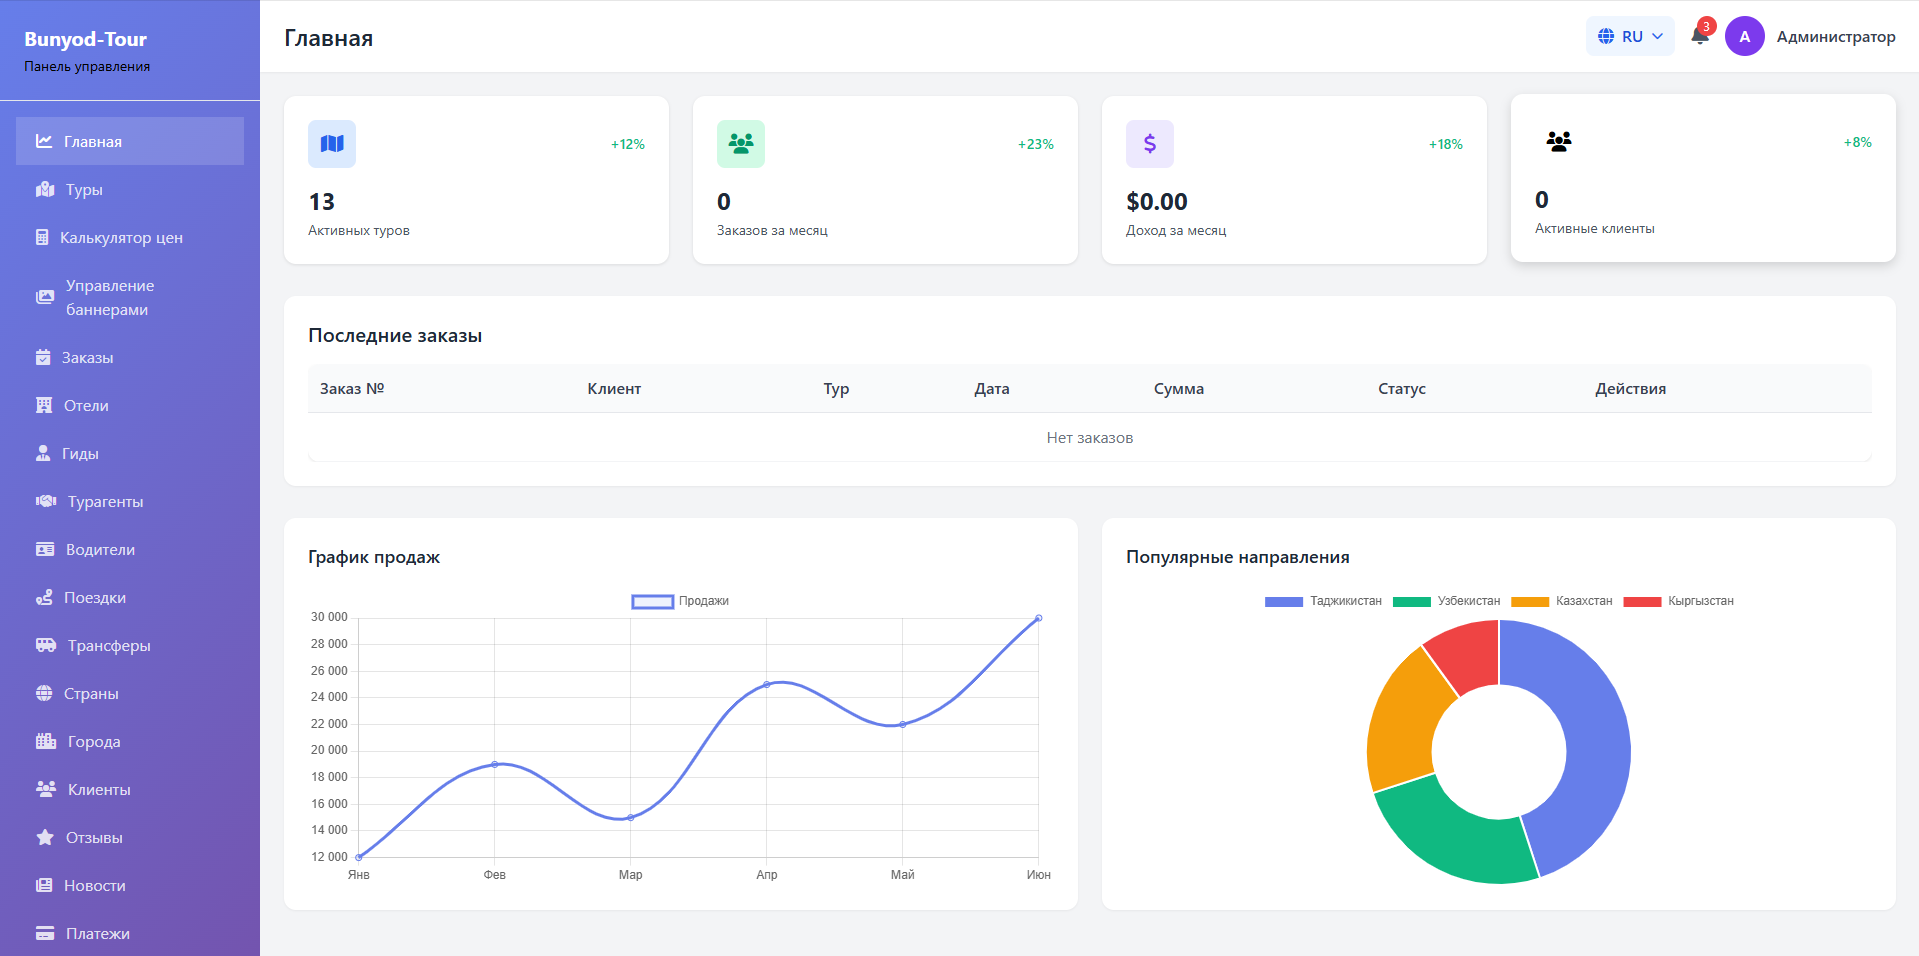 Bunyod-Tour
Панель управления
Главная
Туры
Калькулятор цен
Управление
баннерами
Заказы
Отели
Гиды
Турагенты
Водители
Поездки
Трансферы
Страны
Города
Клиенты
Отзывы
Новости
Платежи
Главная
RU
3
A
Администратор
+12%
13
Активных туров
+23%
0
Заказов за месяц
+18%
$0.00
Доход за месяц
+8%
0
Активные клиенты
Последние заказы
Заказ № Клиент Тур Дата Сумма Статус Действия
Нет заказов
График продаж
Продажи
30 000
28 000
26 000
24 000
22 000
20 000
18 000
16 000
14 000
12 000
Янв Фев Мар Апр Май Июн
Популярные направления
Таджикистан Узбекистан Казахстан Кыргызстан